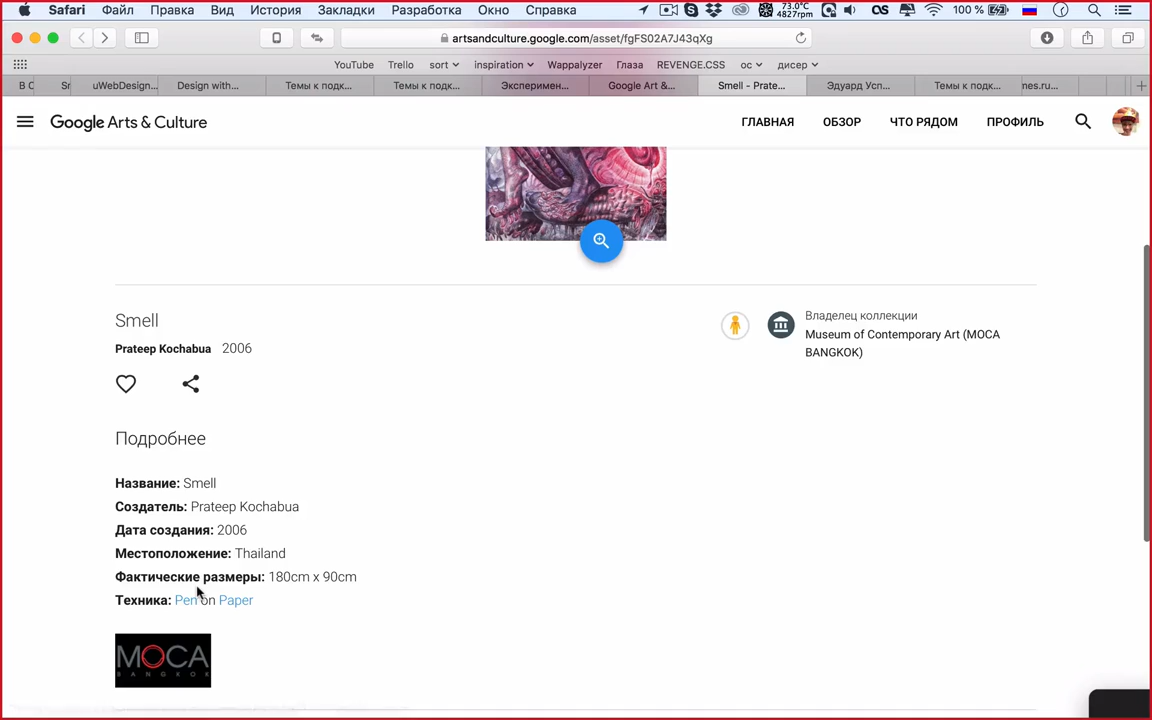 Safari Файл Правка Вид История Закладки Разработка Окно Справка 73.0°C 4827rpm 100 %
artsandculture.google.com/asset/fgFS02A7J43qXg
YouTube Trello sort inspiration Wappalyzer Глаза REVENGE.CSS ос дисер
В С Sr uWebDesign... Design with... Темы к подк... Темы к подк... Эксперимен... Google Art &... Smell - Prate... Эдуард Усп... Темы к подк... nes.ru...
Google Arts & Culture ГЛАВНАЯ ОБЗОР ЧТО РЯДОМ ПРОФИЛЬ
Smell
Prateep Kochabua 2006
Владелец коллекции
Museum of Contemporary Art (MOCA
BANGKOK)
Подробнее
Название: Smell
Создатель: Prateep Kochabua
Дата создания: 2006
Местоположение: Thailand
Фактические размеры: 180cm x 90cm
Техника: Pen on Paper
MOCA
BANGKOK